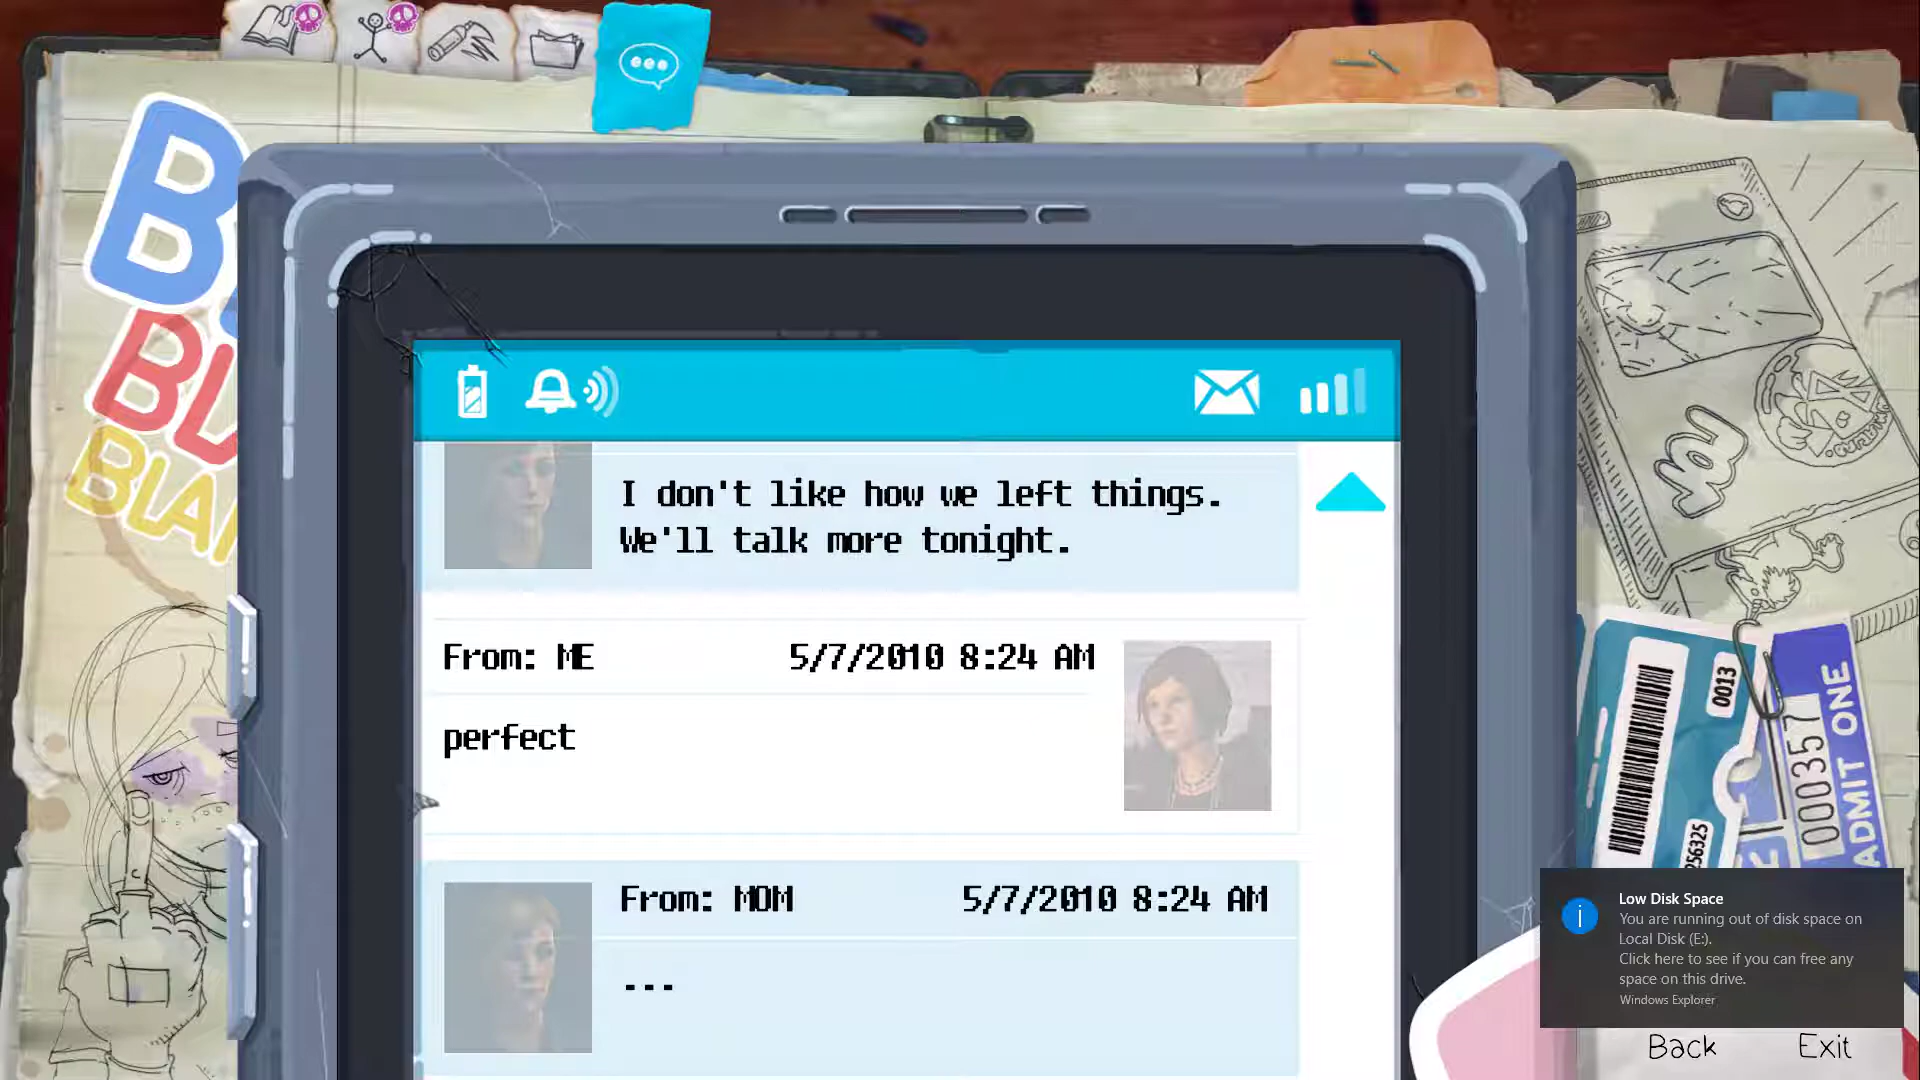 I don't like how we left things.
We'll talk more tonight.
From: ME 5/7/2010 8:24 AM
perfect
From: MOM 5/7/2010 8:24 AM
---
BL
BLA
0013
56325
000357
ADMIT ONE
Low Disk Space
You are running out of disk space on
Local Disk (E:).
Click here to see if you can free any
space on this drive.
Windows Explorer
Back Exit